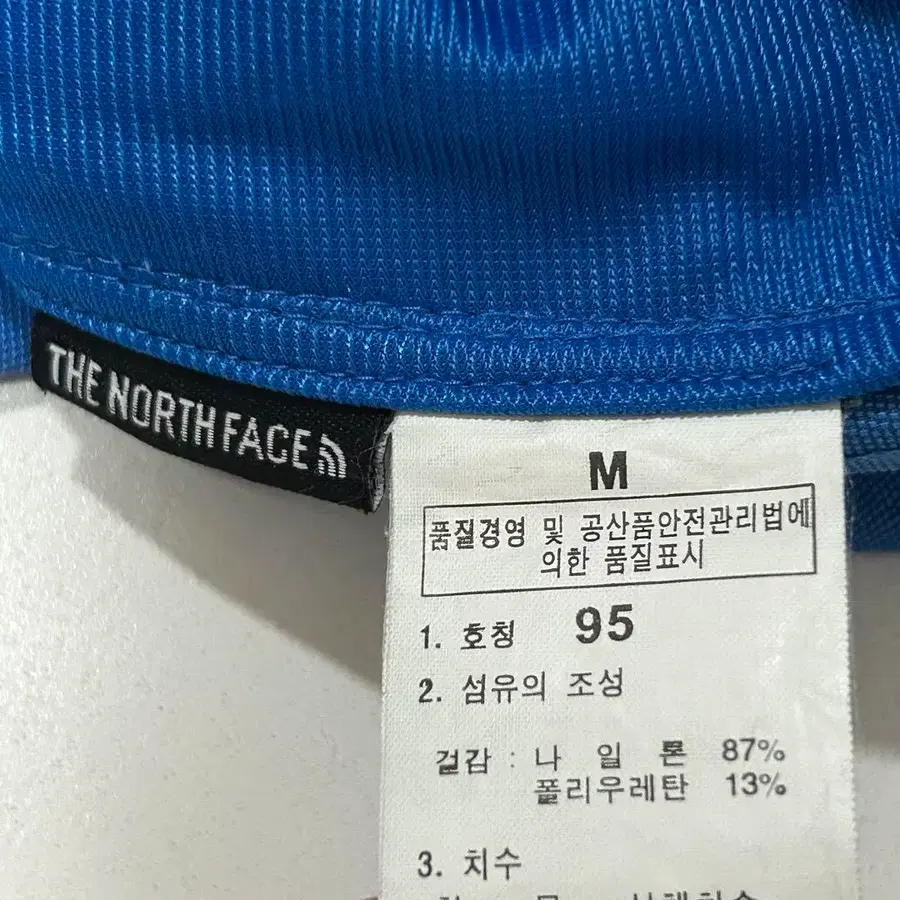 THE NORTH FACE
M
품질경영 및 공산품안전관리법에
의한 품질표시
1. 호칭 95
2. 섬유의 조성
겉감 : 나 일 론 87%
폴리우레탄 13%
3. 치수